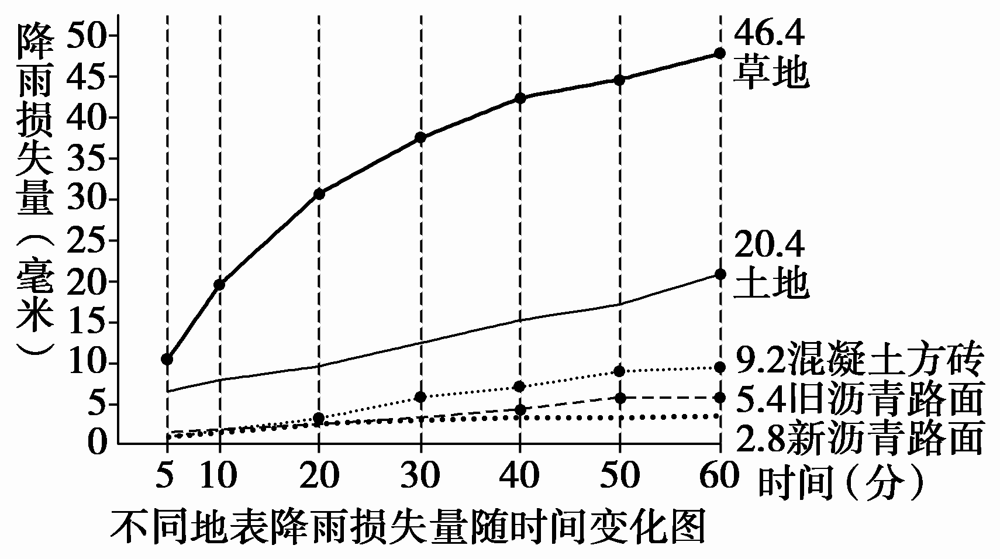 降雨损失量(毫米)
50
45
40
35
30
25
20
15
10
5
0
46.4
草地
20.4
土地
9.2混凝土方砖
5.4旧沥青路面
2.8新沥青路面
5 10 20 30 40 50 60 时间(分)
不同地表降雨损失量随时间变化图